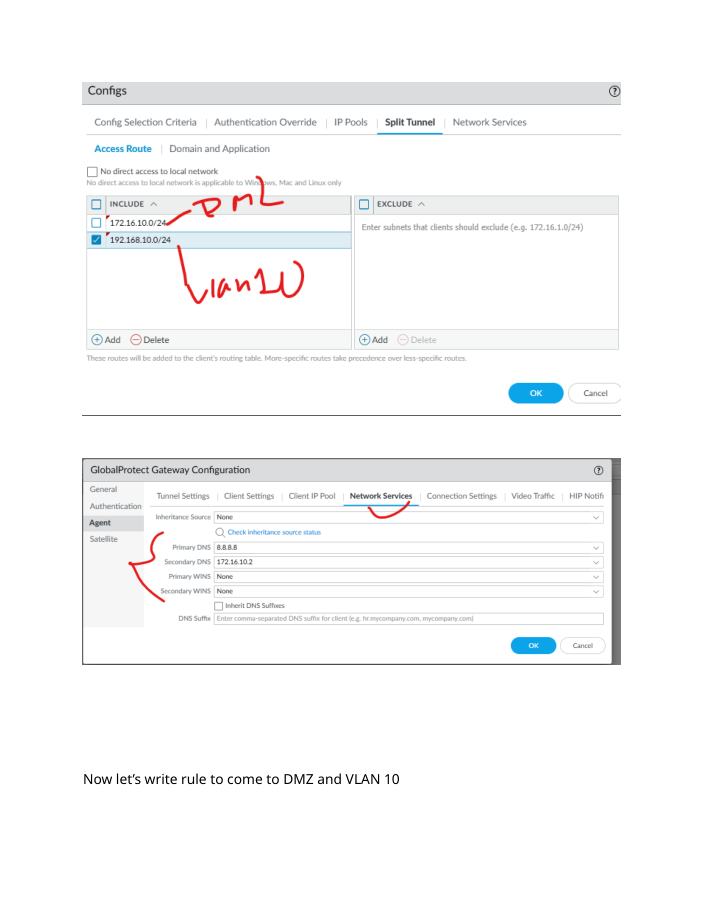 Configs
Config Selection Criteria | Authentication Override | IP Pools | Split Tunnel | Network Services
Access Route | Domain and Application
No direct access to local network
No direct access to local network is applicable to Windows, Mac and Linux only
INCLUDE
EXCLUDE
172.16.10.0/24
DMZ
Enter subnets that clients should exclude (e.g. 172.16.1.0/24)
192.168.10.0/24
Vlan10
Add Delete
Add Delete
These routes will be added to the client's routing table. More-specific routes take precedence over less-specific routes.
OK Cancel
GlobalProtect Gateway Configuration
General
Authentication
Agent
Satellite
Tunnel Settings | Client Settings | Client IP Pool | Network Services | Connection Settings | Video Traffic | HIP Notifi
Inheritance Source None
Check inheritance source status
Primary DNS 8.8.8.8
Secondary DNS 172.16.10.2
Primary WINS None
Secondary WINS None
Inherit DNS Suffixes
DNS Suffix Enter comma-separated DNS suffix for client (e.g. hr.mycompany.com, mycompany.com)
OK Cancel
Now let's write rule to come to DMZ and VLAN 10